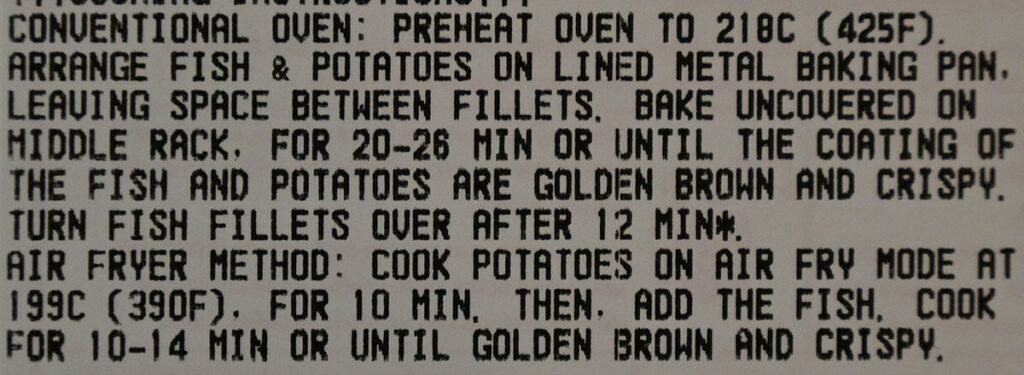 CONVENTIONAL OVEN: PREHEAT OVEN TO 218C (425F).
ARRANGE FISH & POTATOES ON LINED METAL BAKING PAN,
LEAVING SPACE BETWEEN FILLETS. BAKE UNCOVERED ON
MIDDLE RACK, FOR 20-26 MIN OR UNTIL THE COATING OF
THE FISH AND POTATOES ARE GOLDEN BROWN AND CRISPY.
TURN FISH FILLETS OVER AFTER 12 MIN*.
AIR FRYER METHOD: COOK POTATOES ON AIR FRY MODE AT
199C (390F), FOR 10 MIN. THEN, ADD THE FISH. COOK
FOR 10-14 MIN OR UNTIL GOLDEN BROWN AND CRISPY.